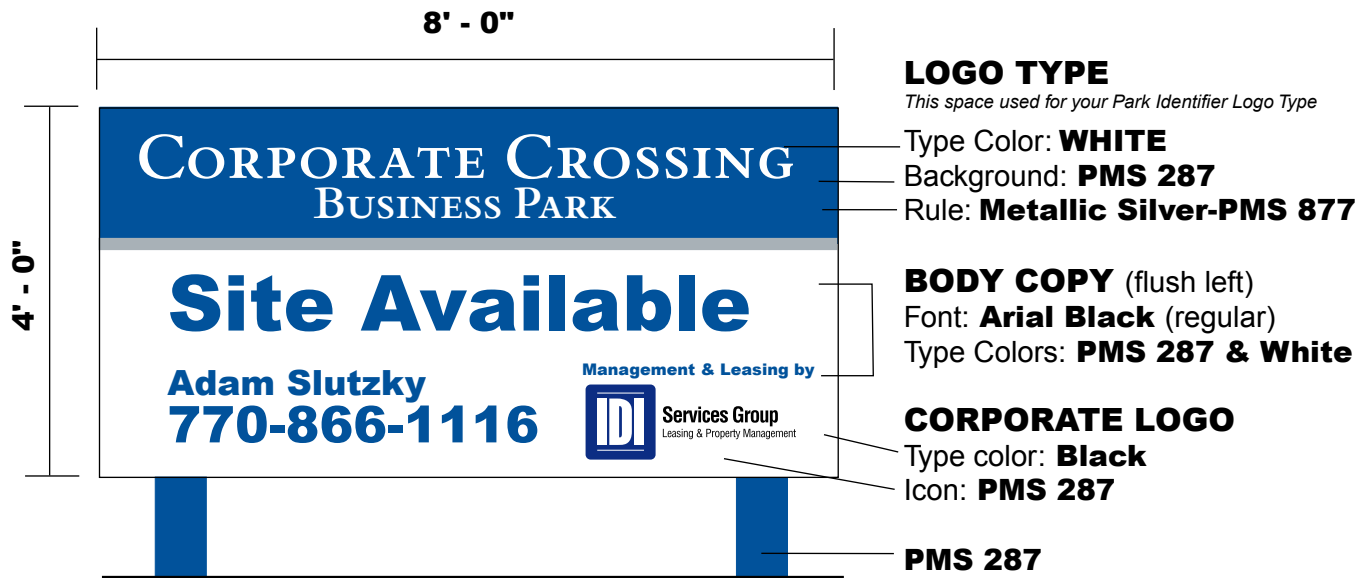 8' - 0"
4' - 0"
CORPORATE CROSSING
BUSINESS PARK
Site Available
Adam Slutzky
770-866-1116
Management & Leasing by
IDI
Services Group
Leasing & Property Management
LOGO TYPE
This space used for your Park Identifier Logo Type
Type Color: WHITE
Background: PMS 287
Rule: Metallic Silver-PMS 877
BODY COPY (flush left)
Font: Arial Black (regular)
Type Colors: PMS 287 & White
CORPORATE LOGO
Type color: Black
Icon: PMS 287
PMS 287